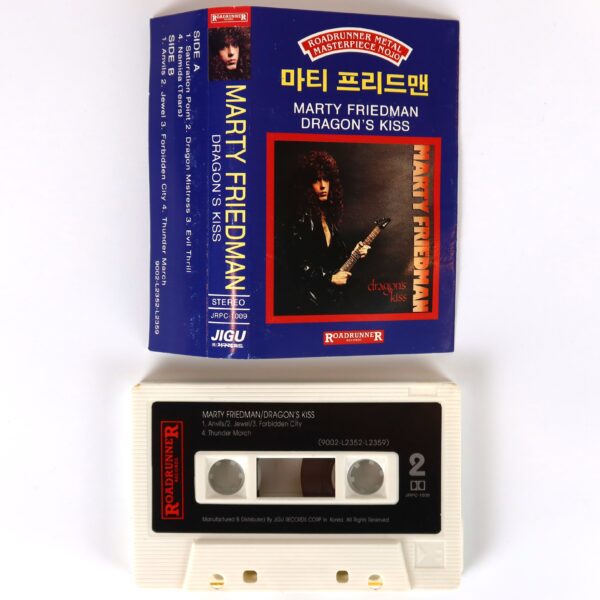 SIDE A
1. Saturation Point 2. Dragon Mistress 3. Evil Thrill
4. Namida (Tears)
SIDE B
1. Anvils 2. Jewel 3. Forbidden City 4. Thunder March
9002-L2352-L2359
ROADRUNNER
MARTY FRIEDMAN
DRAGON'S KISS
STEREO
JRPC-1009
JIGU
ROADRUNNER METAL
MASTERPIECE NO.10
마티 프리드맨
MARTY FRIEDMAN
DRAGON'S KISS
MARTY FRIEDMAN
dragon's
kiss
ROADRUNNER
RECORDS
ROADRUNNER
RECORDS
MARTY FRIEDMAN/DRAGON'S KISS
1. Anvils/2. Jewel/3. Forbidden City
4. Thunder March
(9002-L2352-L2359)
2
JRPC-1009
Manufactured & Distributed By JIGU RECORDS CORP. In Korea. All Rights Reserved